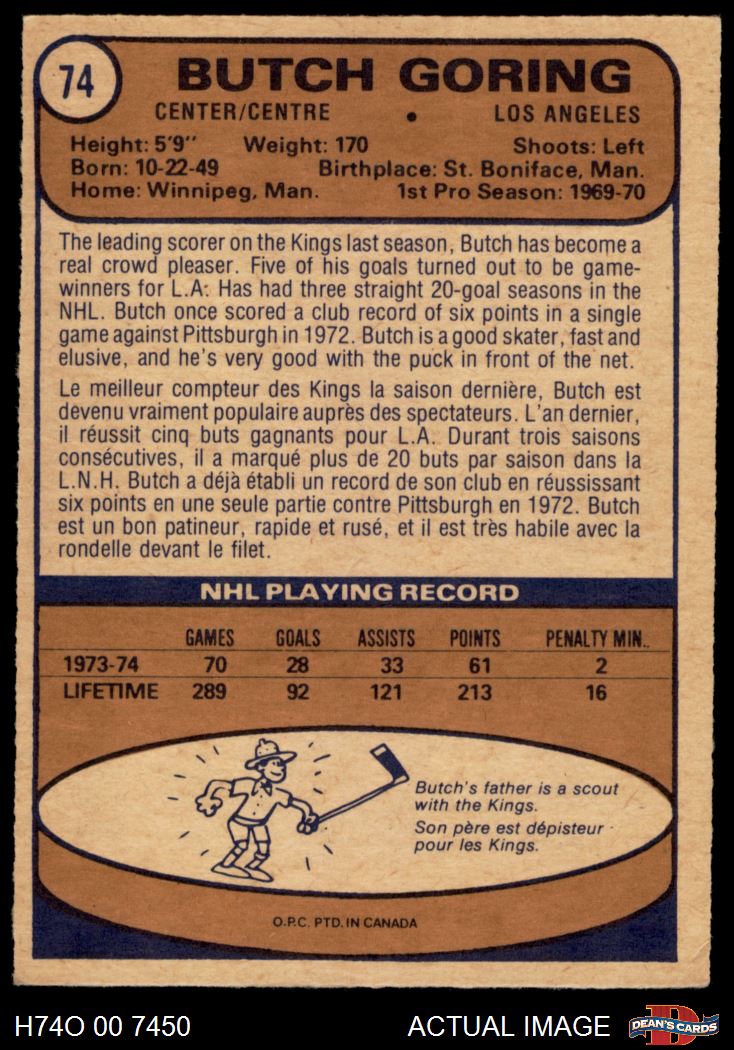 74
BUTCH GORING
CENTER/CENTRE • LOS ANGELES
Height: 5'9" Weight: 170 Shoots: Left
Born: 10-22-49 Birthplace: St. Boniface, Man.
Home: Winnipeg, Man. 1st Pro Season: 1969-70
The leading scorer on the Kings last season, Butch has become a
real crowd pleaser. Five of his goals turned out to be game-
winners for L.A. Has had three straight 20-goal seasons in the
NHL. Butch once scored a club record of six points in a single
game against Pittsburgh in 1972. Butch is a good skater, fast and
elusive, and he's very good with the puck in front of the net.
Le meilleur compteur des Kings la saison dernière, Butch est
devenu vraiment populaire auprès des spectateurs. L'an dernier,
il réussit cinq buts gagnants pour L.A. Durant trois saisons
consécutives, il a marqué plus de 20 buts par saison dans la
L.N.H. Butch a déjà établi un record de son club en réussissant
six points en une seule partie contre Pittsburgh en 1972. Butch
est un bon patineur, rapide et rusé, et il est très habile avec la
rondelle devant le filet.
NHL PLAYING RECORD
GAMES GOALS ASSISTS POINTS PENALTY MIN.
1973-74 70 28 33 61 2
LIFETIME 289 92 121 213 16
Butch's father is a scout
with the Kings.
Son père est dépisteur
pour les Kings.
O.P.C. PTD. IN CANADA
H74O 00 7450 ACTUAL IMAGE
D
DEAN'S CARDS